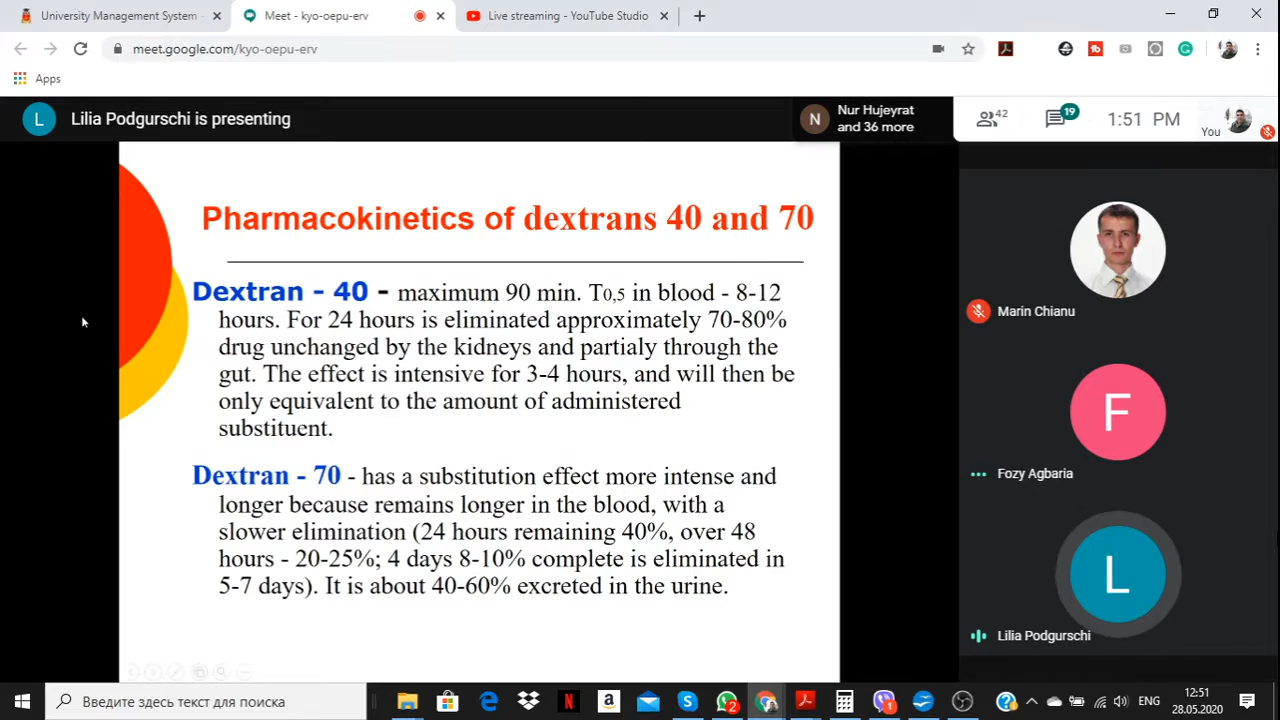 University Management System -
Meet - kyo-oepu-erv
Live streaming - YouTube Studio
meet.google.com/kyo-oepu-erv
Apps
L
Lilia Podgurschi is presenting
N
Nur Hujeyrat
and 36 more
42
19
1:51 PM
You
Pharmacokinetics of dextrans 40 and 70
Dextran - 40 - maximum 90 min. T0,5 in blood - 8-12
hours. For 24 hours is eliminated approximately 70-80%
drug unchanged by the kidneys and partialy through the
gut. The effect is intensive for 3-4 hours, and will then be
only equivalent to the amount of administered
substituent.
Dextran - 70 - has a substitution effect more intense and
longer because remains longer in the blood, with a
slower elimination (24 hours remaining 40%, over 48
hours - 20-25%; 4 days 8-10% complete is eliminated in
5-7 days). It is about 40-60% excreted in the urine.
Marin Chianu
F
Fozy Agbaria
L
Lilia Podgurschi
Введите здесь текст для поиска
N
a
S
2
1
ENG
12:51
28.05.2020